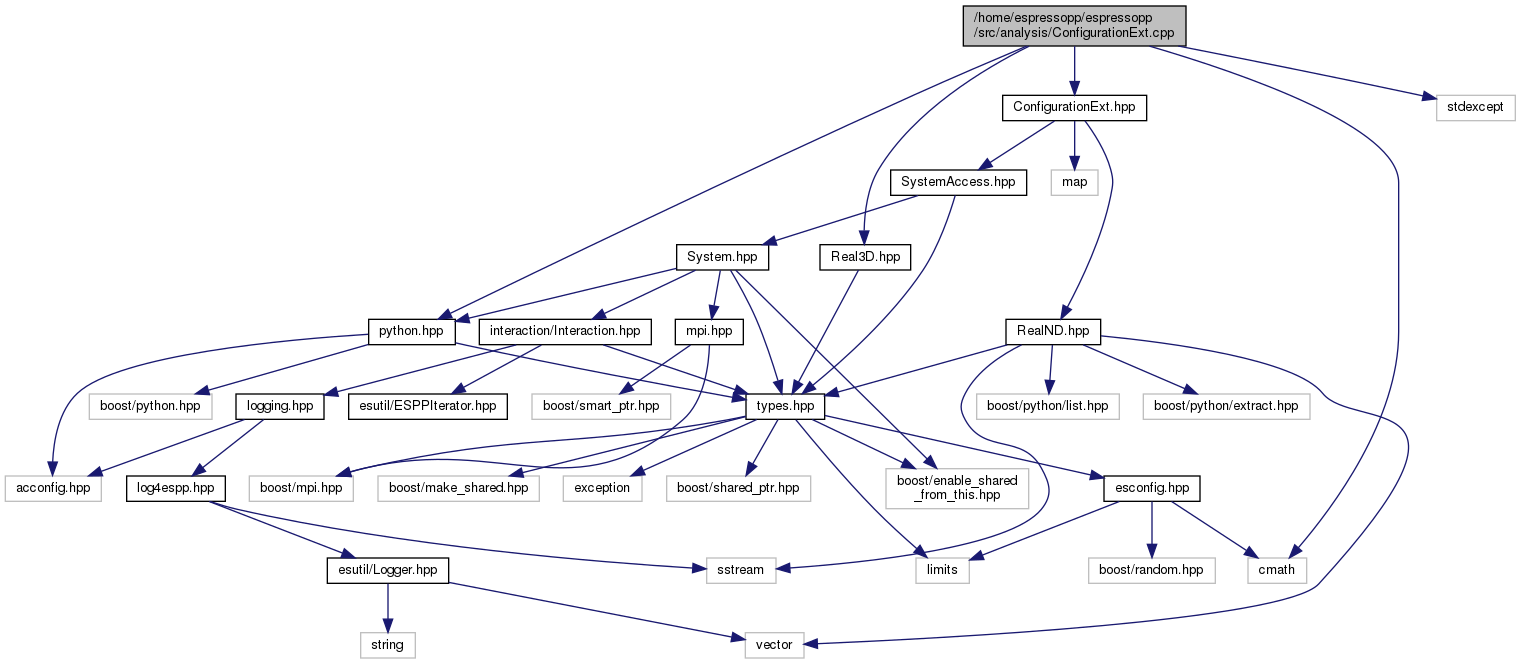 /home/espressopp/espressopp
/src/analysis/ConfigurationExt.cpp
ConfigurationExt.hpp
stdexcept
SystemAccess.hpp
map
System.hpp
Real3D.hpp
python.hpp
interaction/Interaction.hpp
mpi.hpp
RealND.hpp
boost/python.hpp
logging.hpp
esutil/ESPPIterator.hpp
boost/smart_ptr.hpp
types.hpp
boost/python/list.hpp
boost/python/extract.hpp
acconfig.hpp
log4espp.hpp
boost/mpi.hpp
boost/make_shared.hpp
exception
boost/shared_ptr.hpp
boost/enable_shared
_from_this.hpp
esconfig.hpp
esutil/Logger.hpp
sstream
limits
boost/random.hpp
cmath
string
vector